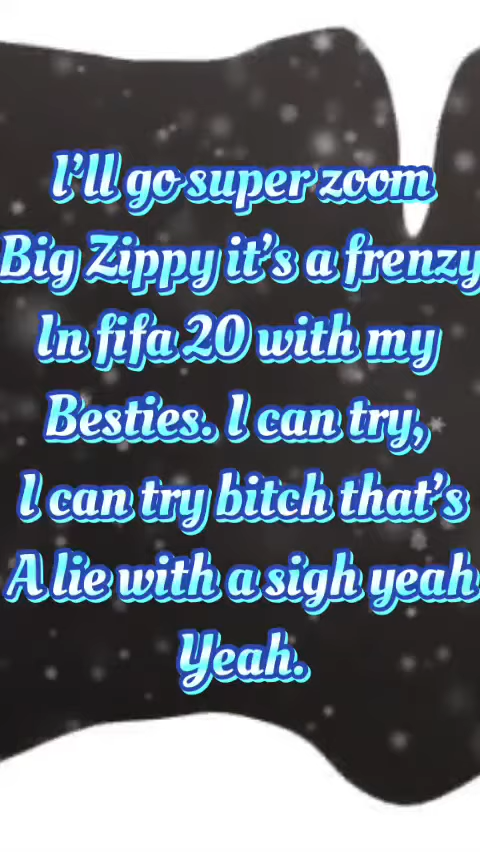 I’ll go super zoom
Big Zippy it’s a frenzy
In fifa 20 with my
Besties. I can try,
I can try bitch that’s
A lie with a sigh yeah
Yeah.